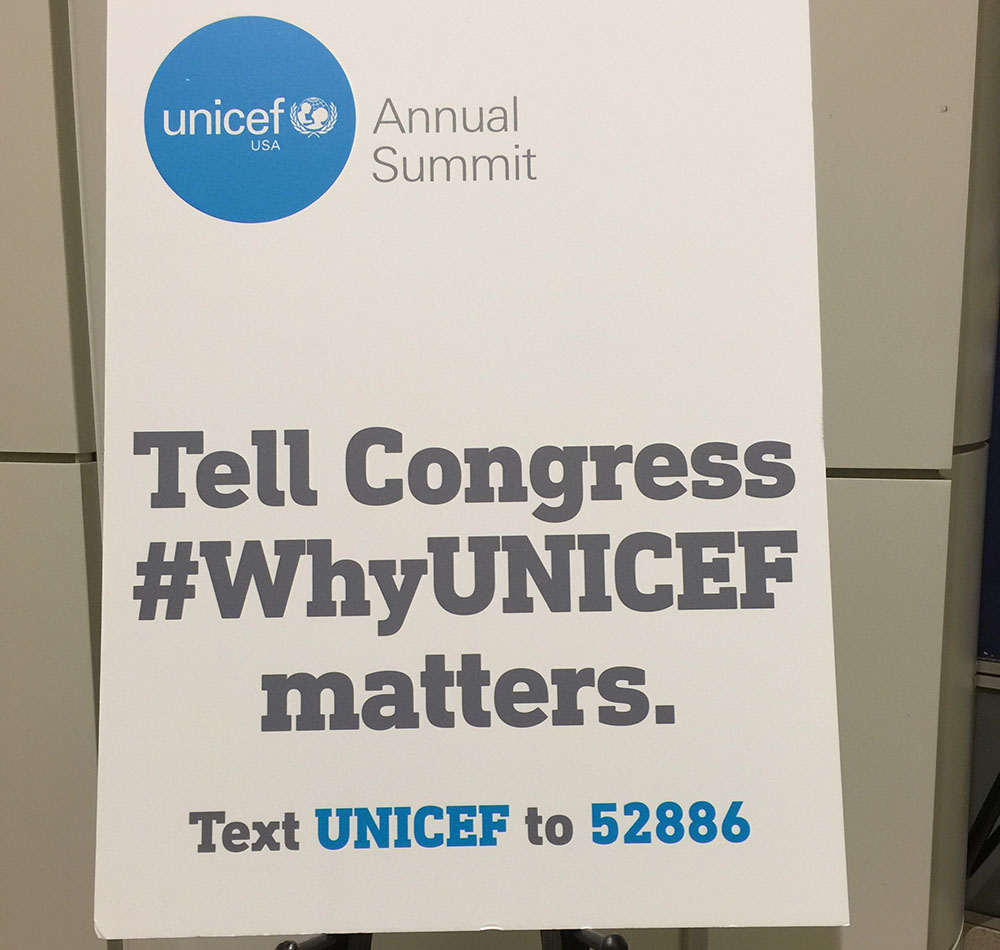 unicef
USA
Annual
Summit
Tell Congress
#WhyUNICEF
matters.
Text UNICEF to 52886